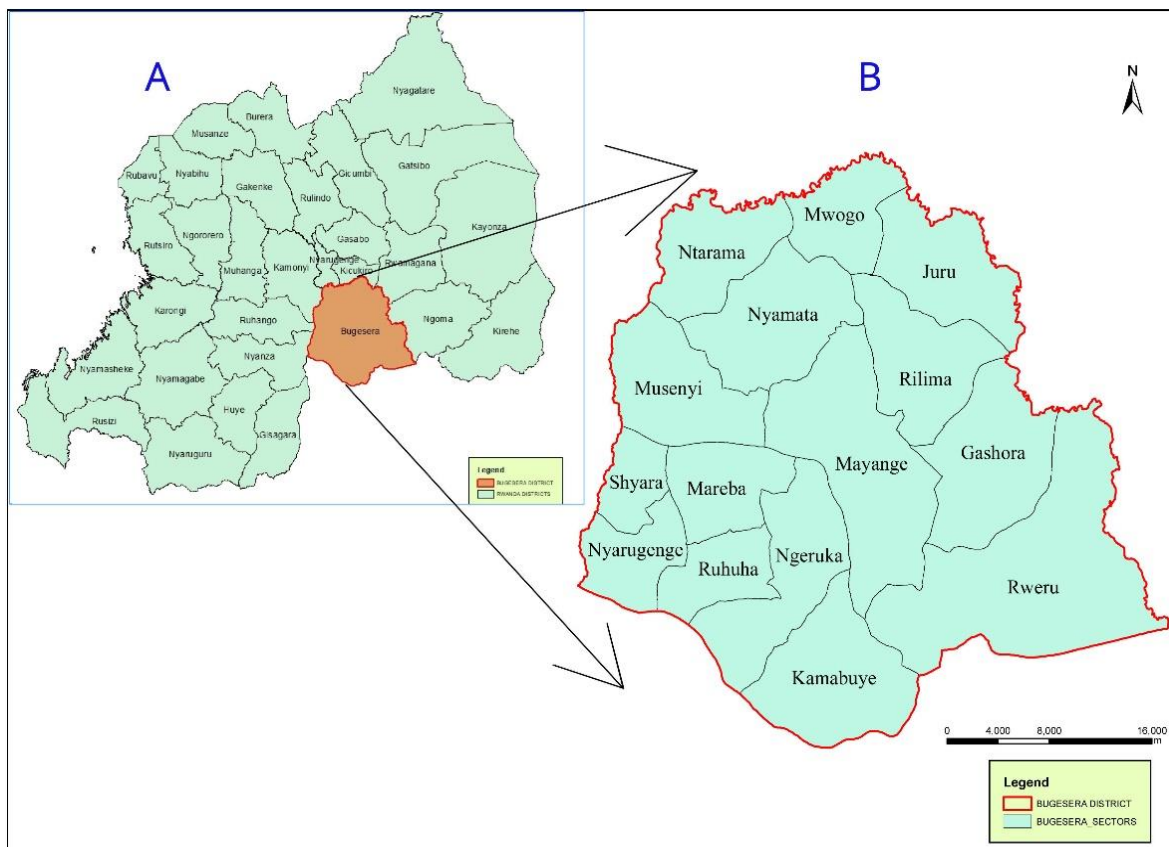 A
Nyagatare
Burera
Musanze
Rubavu
Nyabihu
Gakenke
Rulindo
Gicumbi
Gatsibo
Rutsiro
Ngororero
Muhanga
Kamonyi
Gasabo
Nyarugenge
Kicukiro
Rwamagana
Kayonza
Karongi
Ruhango
Bugesera
Ngoma
Kirehe
Nyanza
Nyamasheke
Nyamagabe
Huye
Gisagara
Rusizi
Nyaruguru
Legend
BUGESERA DISTRICT
RWANDA DISTRICTS
B
N
Mwogo
Ntarama
Juru
Nyamata
Rilima
Musenyi
Gashora
Mayange
Shyara
Mareba
Nyarugenge
Ngeruka
Ruhuha
Rweru
Kamabuye
0 4,000 8,000 16,000
m
Legend
BUGESERA DISTRICT
BUGESERA_SECTORS